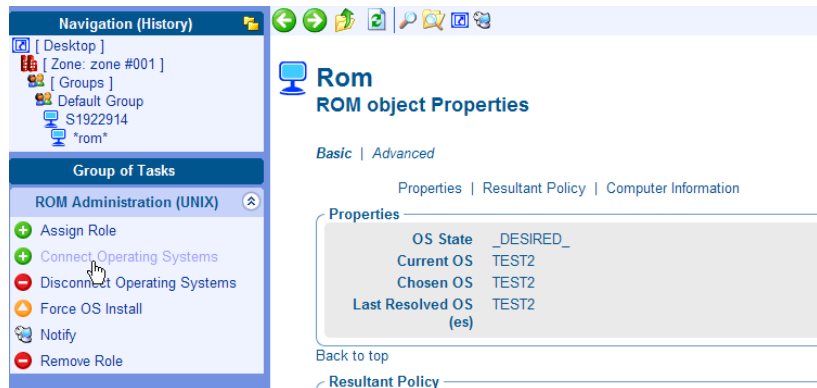 Navigation (History)
[ Desktop ]
[ Zone: zone #001 ]
[ Groups ]
Default Group
S1922914
*rom*
Group of Tasks
ROM Administration (UNIX)
Assign Role
Connect Operating Systems
Disconnect Operating Systems
Force OS Install
Notify
Remove Role
Rom
ROM object Properties
Basic | Advanced
Properties | Resultant Policy | Computer Information
Properties
OS State _DESIRED_
Current OS TEST2
Chosen OS TEST2
Last Resolved OS TEST2
(es)
Back to top
Resultant Policy